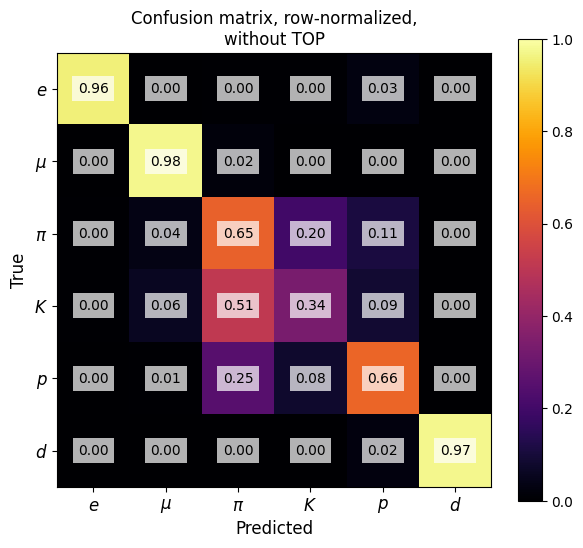 Confusion matrix, row-normalized,
without TOP
True
e 0.96 0.00 0.00 0.00 0.03 0.00
μ 0.00 0.98 0.02 0.00 0.00 0.00
π 0.00 0.04 0.65 0.20 0.11 0.00
K 0.00 0.06 0.51 0.34 0.09 0.00
p 0.00 0.01 0.25 0.08 0.66 0.00
d 0.00 0.00 0.00 0.00 0.02 0.97
e μ π K p d
Predicted
1.0
0.8
0.6
0.4
0.2
0.0